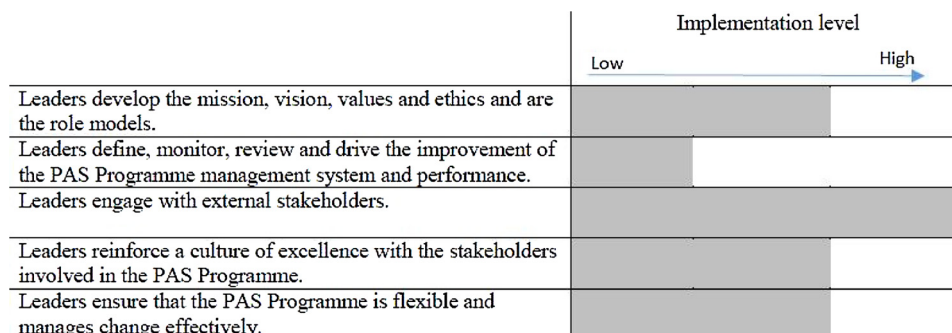 Implementation level
Low
High
Leaders develop the mission, vision, values and ethics and are
the role models.
Leaders define, monitor, review and drive the improvement of
the PAS Programme management system and performance.
Leaders engage with external stakeholders.
Leaders reinforce a culture of excellence with the stakeholders
involved in the PAS Programme.
Leaders ensure that the PAS Programme is flexible and
manages change effectively.